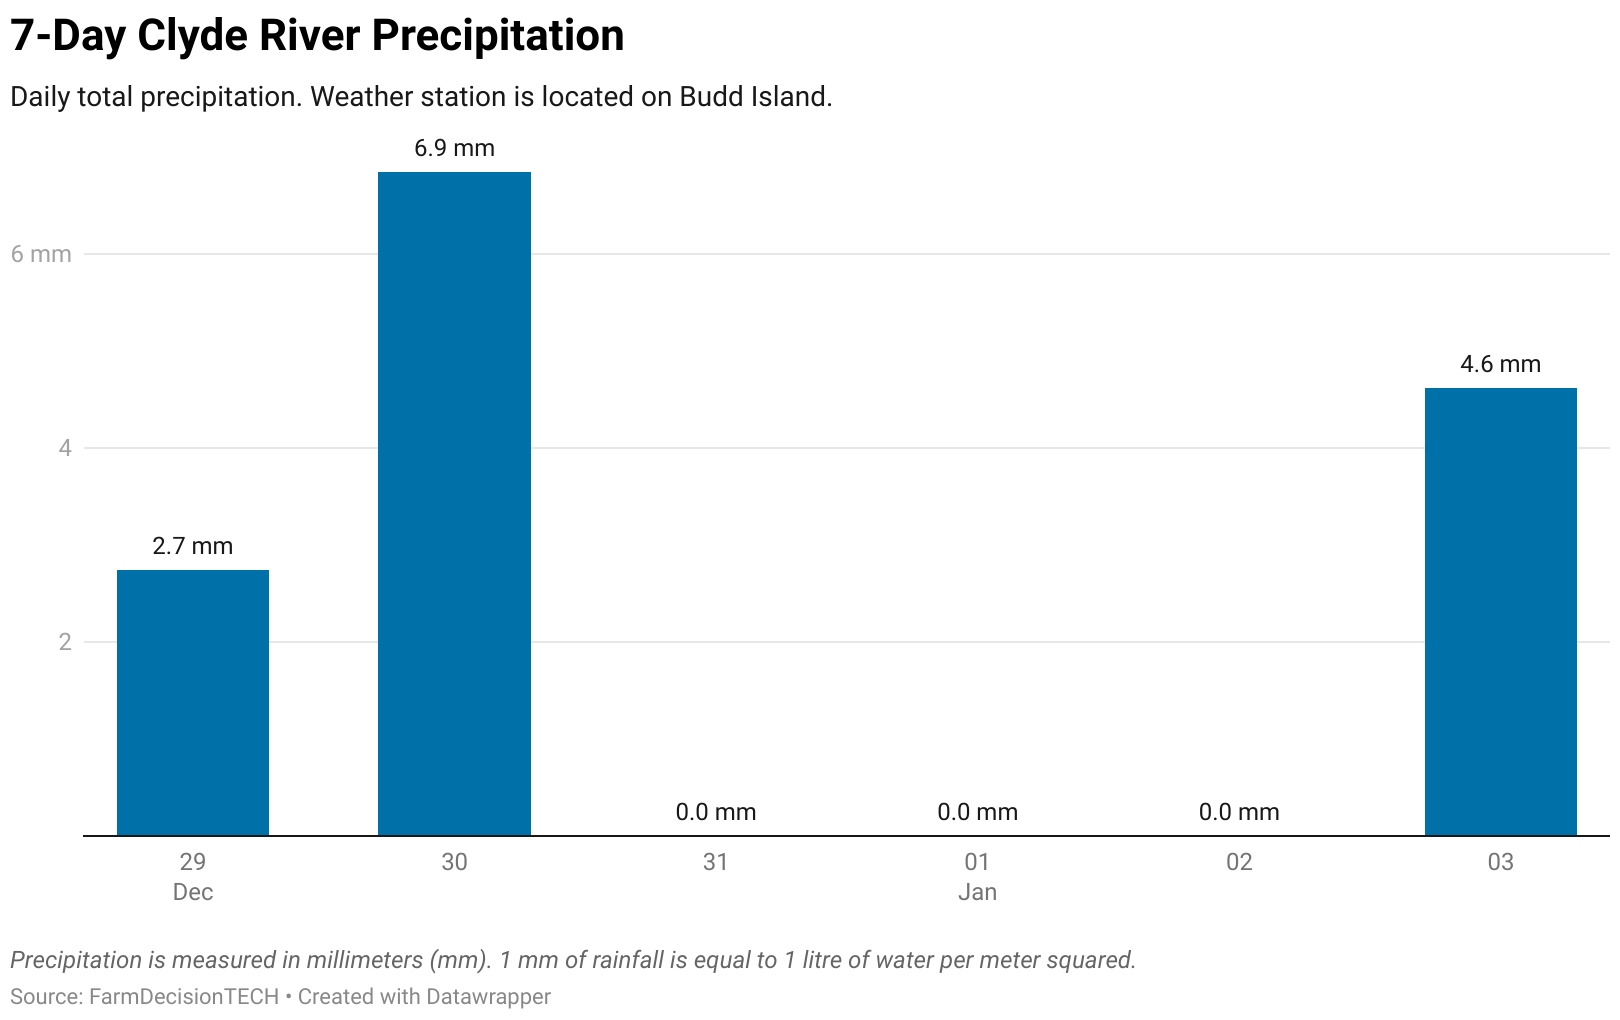 7-Day Clyde River Precipitation
Daily total precipitation. Weather station is located on Budd Island.
6.9 mm
6 mm
4.6 mm
4
2.7 mm
2
0.0 mm 0.0 mm 0.0 mm
29 30 31 01 02 03
Dec Jan
Precipitation is measured in millimeters (mm). 1 mm of rainfall is equal to 1 litre of water per meter squared.
Source: FarmDecisionTECH • Created with Datawrapper